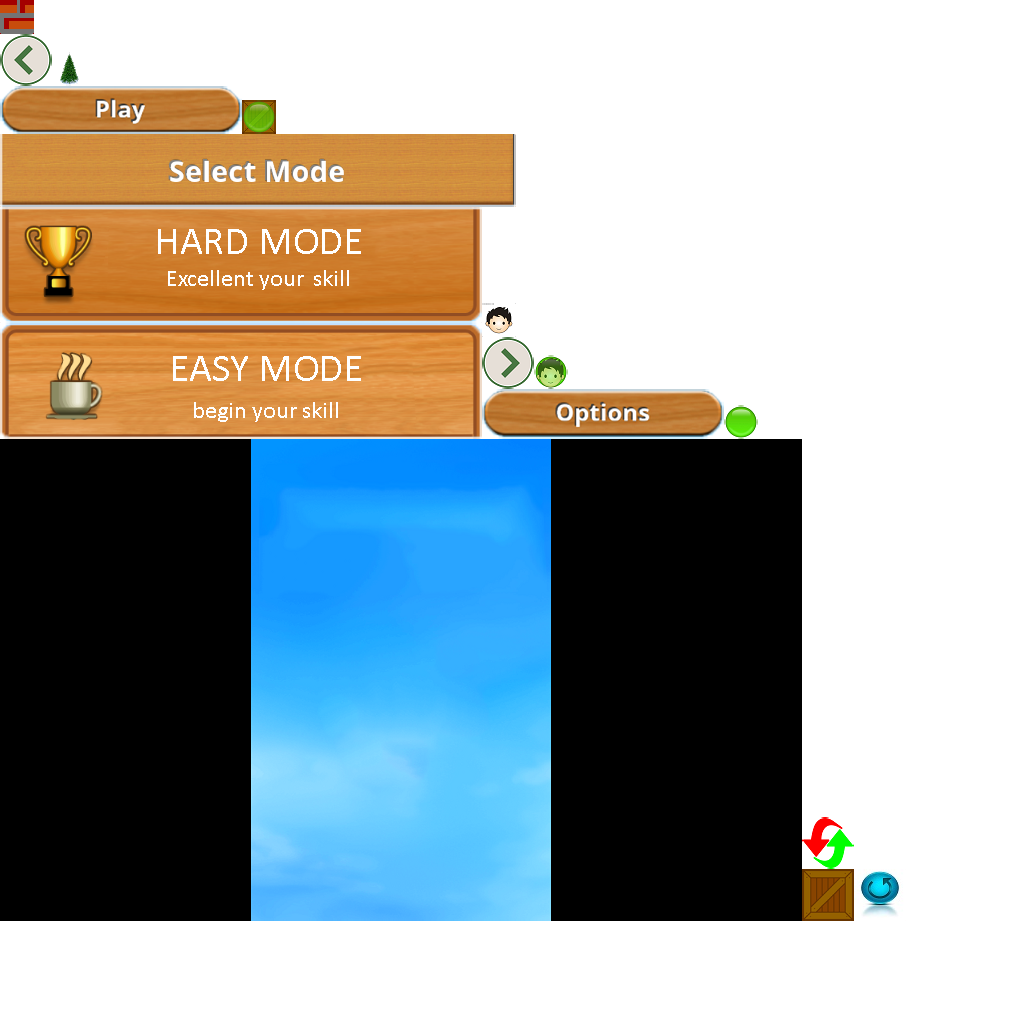 Play
Select Mode
HARD MODE
Excellent your skill
EASY MODE
begin your skill
Options